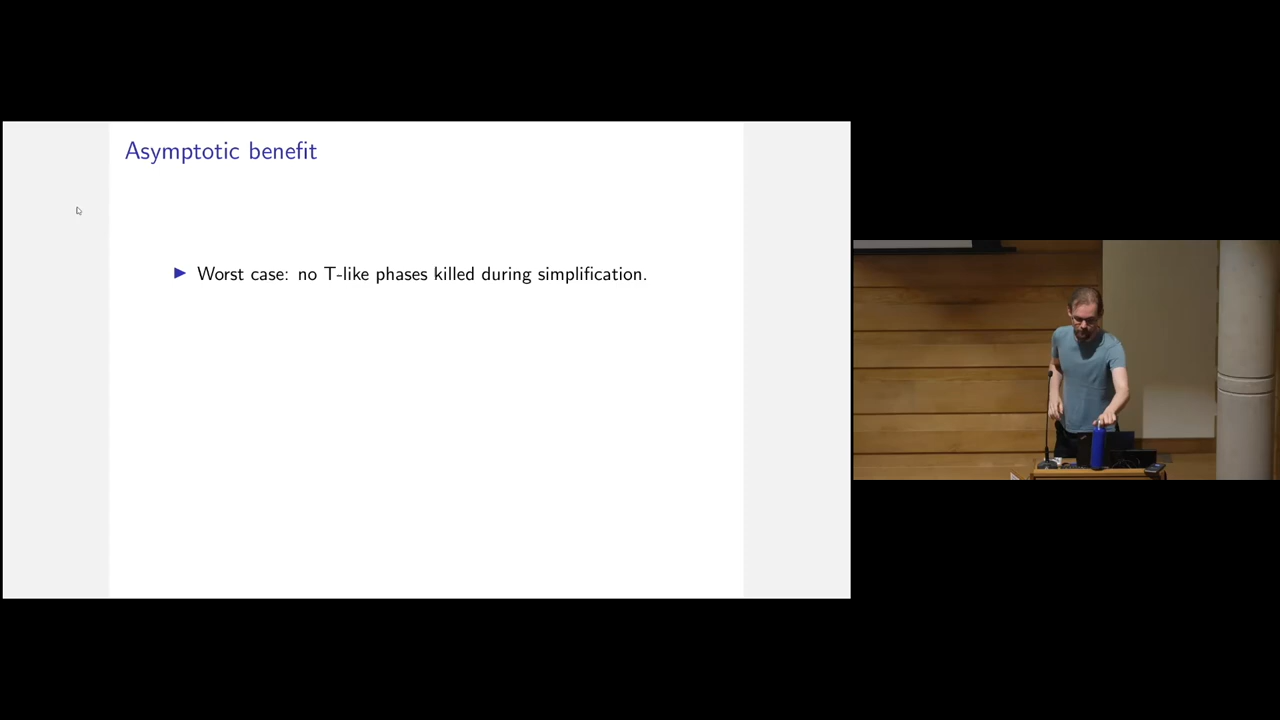 Asymptotic benefit
Worst case: no T-like phases killed during simplification.